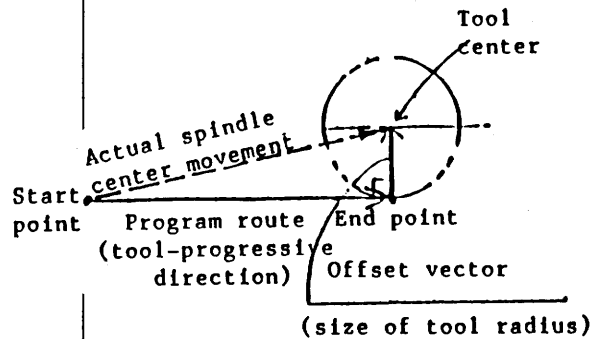 Tool
center
Actual spindle
center movement
Start
point
Program route
(tool-progressive
direction)
End point
Offset vector
(size of tool radius)